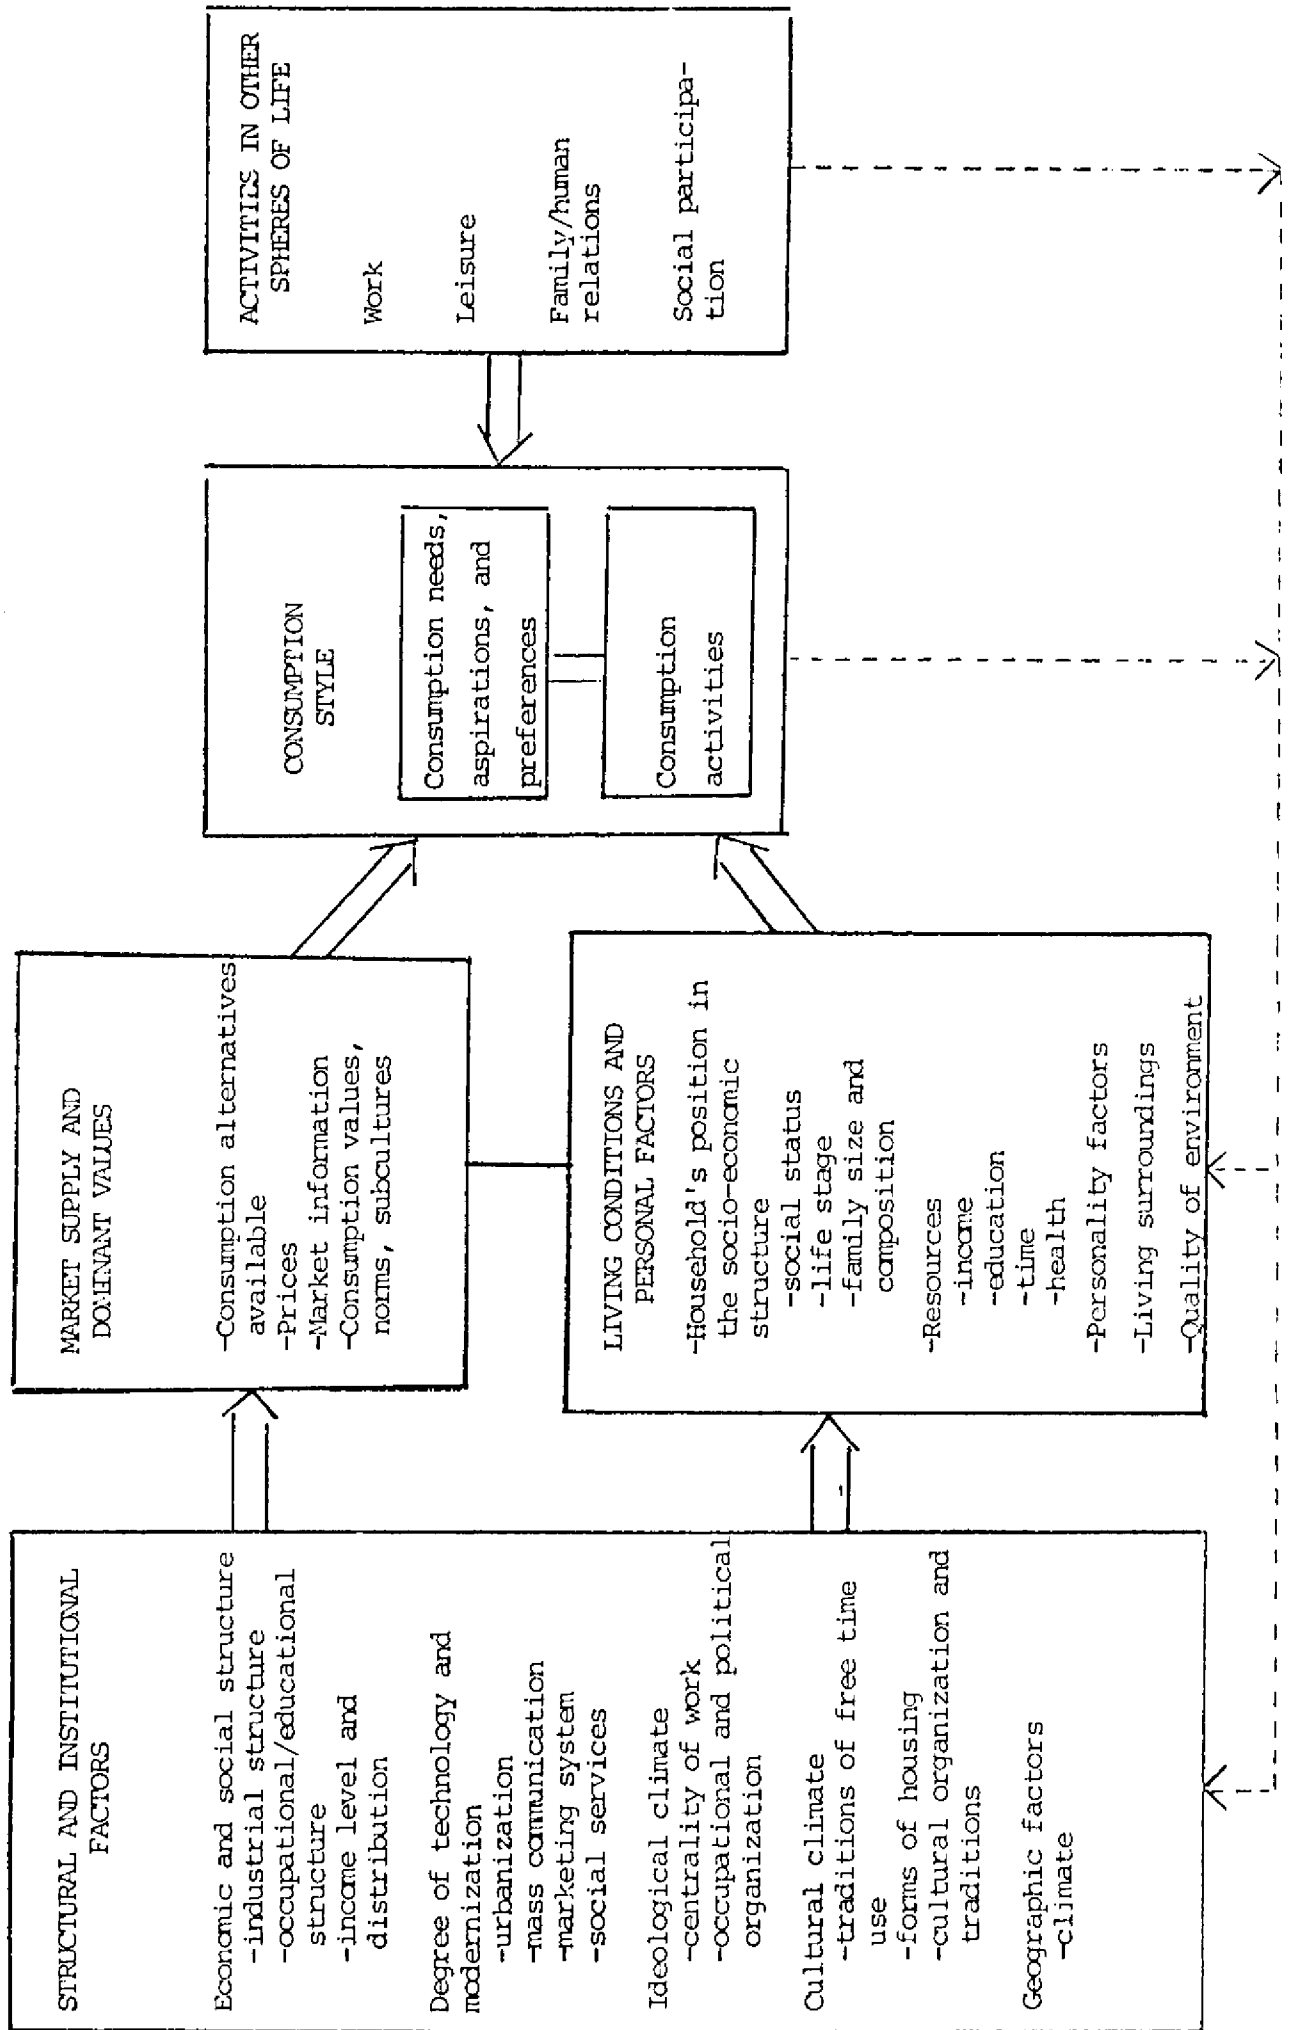 STRUCTURAL AND INSTITUTIONAL
FACTORS
Economic and social structure
-industrial structure
-occupational/educational
structure
-income level and
distribution
Degree of technology and
modernization
-urbanization
-mass communication
-marketing system
-social services
Ideological climate
-centrality of work
-occupational and political
organization
Cultural climate
-traditions of free time
use
-forms of housing
-cultural organization and
traditions
Geographic factors
-climate
MARKET SUPPLY AND
DOMINANT VALUES
-Consumption alternatives
available
-Prices
-Market information
-Consumption values,
norms, subcultures
LIVING CONDITIONS AND
PERSONAL FACTORS
-Household's position in
the socio-economic
structure
-social status
-life stage
-family size and
composition
-Resources
-income
-education
-time
-health
-Personality factors
-Living surroundings
-Quality of environment
CONSUMPTION
STYLE
Consumption needs,
aspirations, and
preferences
Consumption
activities
ACTIVITIES IN OTHER
SPHERES OF LIFE
Work
Leisure
Family/human
relations
Social participa-
tion